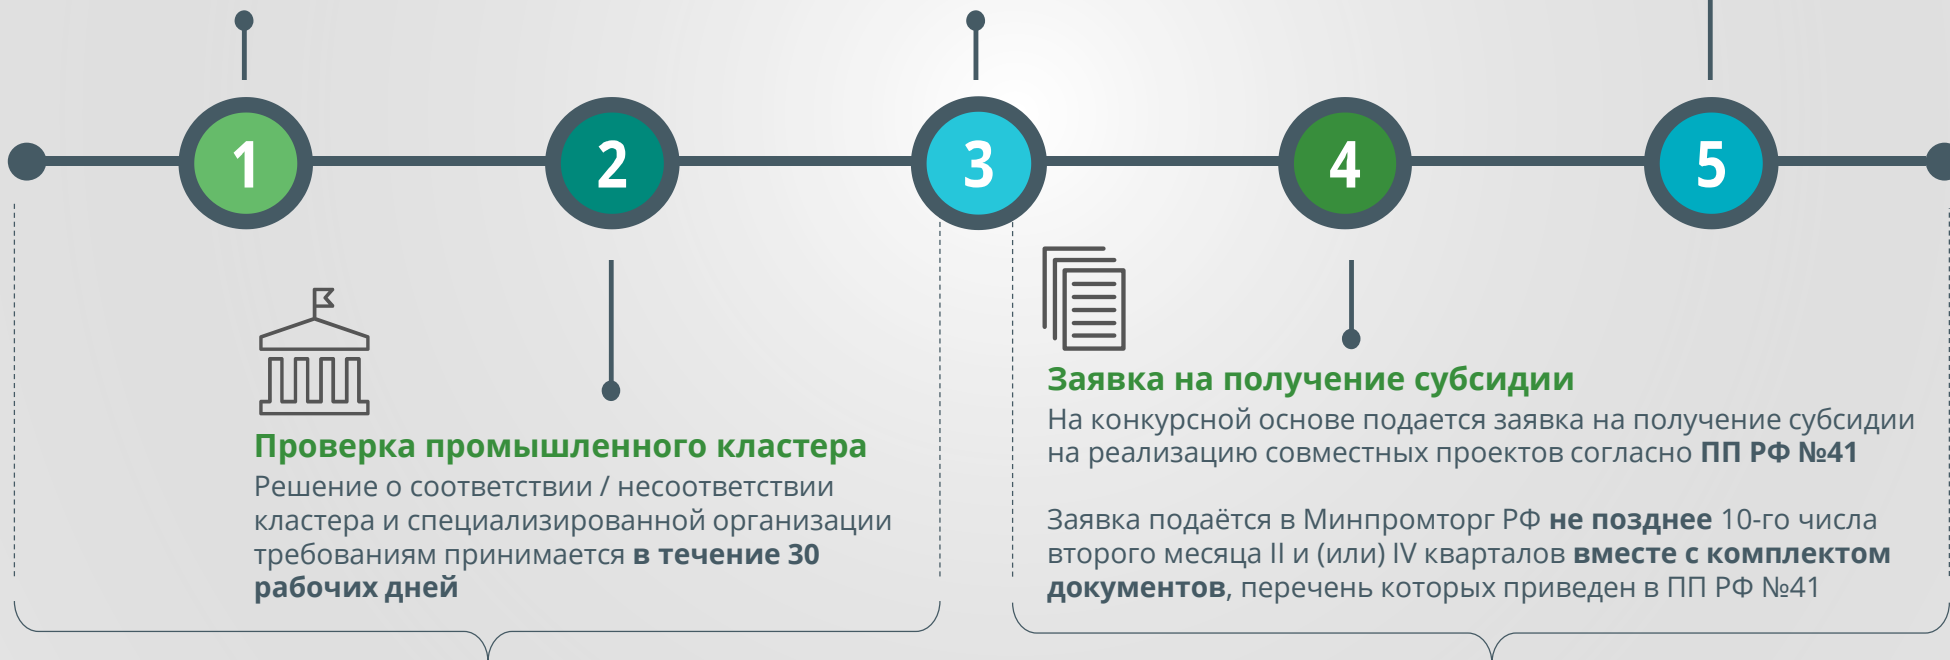 1
2
3
4
5
Проверка промышленного кластера
Решение о соответствии / несоответствии
кластера и специализированной организации
требованиям принимается в течение 30
рабочих дней
Заявка на получение субсидии
На конкурсной основе подается заявка на получение субсидии
на реализацию совместных проектов согласно ПП РФ №41
Заявка подаётся в Минпромторг РФ не позднее 10-го числа
второго месяца II и (или) IV кварталов вместе с комплектом
документов, перечень которых приведен в ПП РФ №41